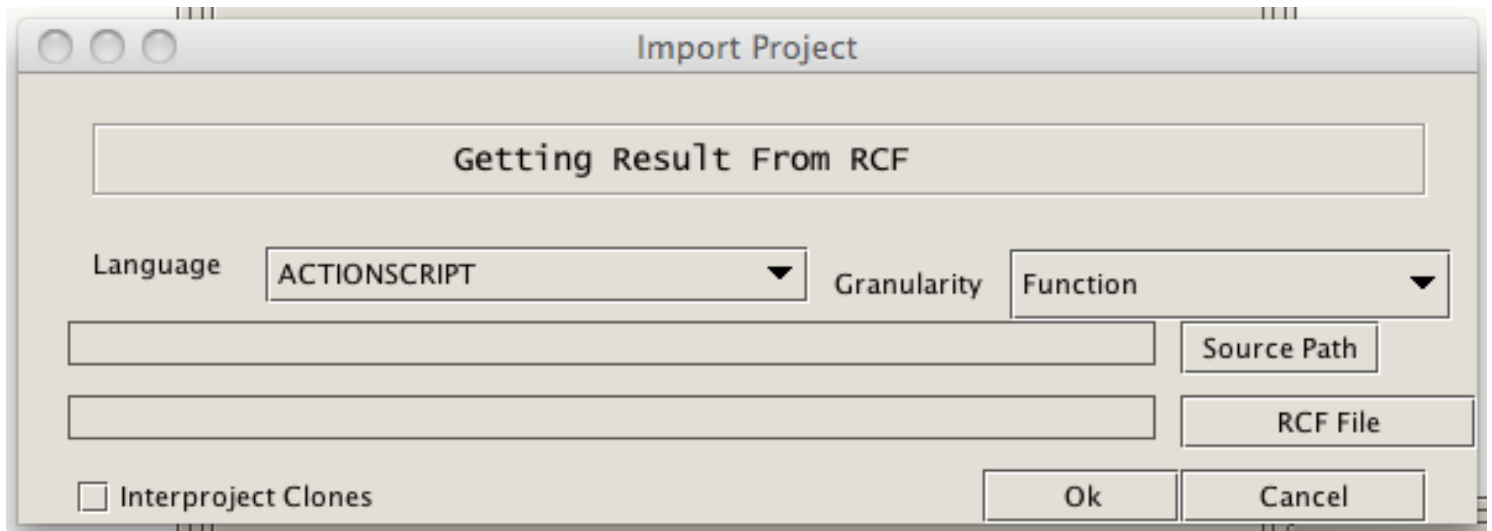 Import Project
Getting Result From RCF
Language ACTIONSCRIPT Granularity Function
Source Path
RCF File
Interproject Clones Ok Cancel